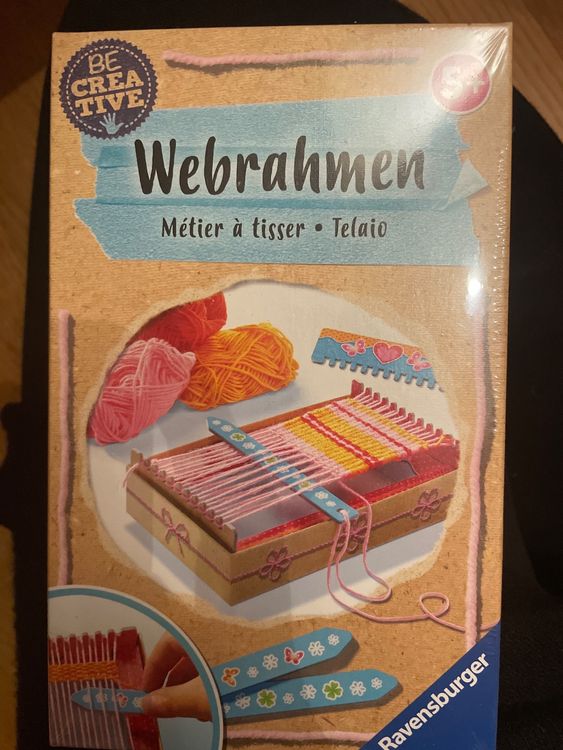 BE
CREA
TIVE
5+
Webrahmen
Métier à tisser • Telaio
Ravensburger